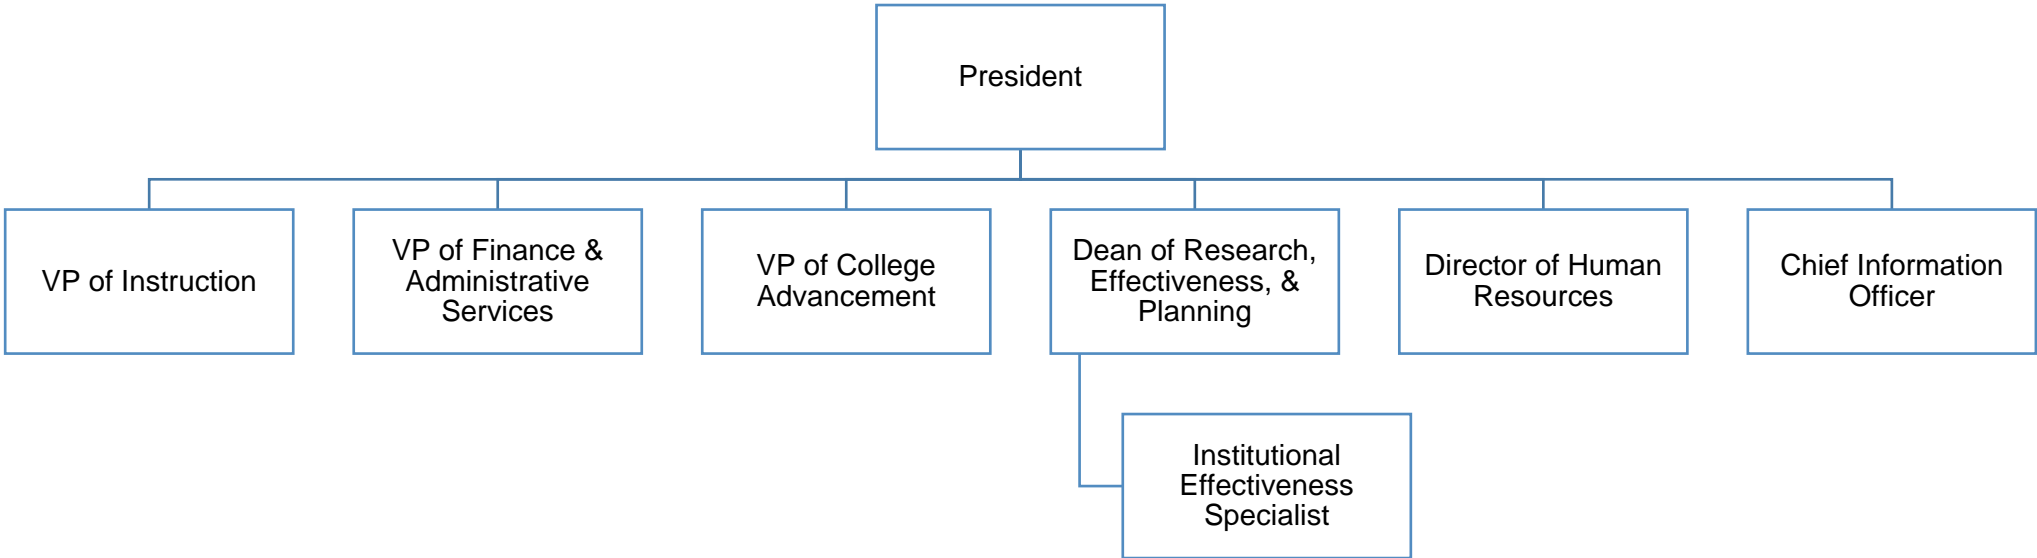 President
VP of Instruction
VP of Finance &
Administrative
Services
VP of College
Advancement
Dean of Research,
Effectiveness, &
Planning
Director of Human
Resources
Chief Information
Officer
Institutional
Effectiveness
Specialist